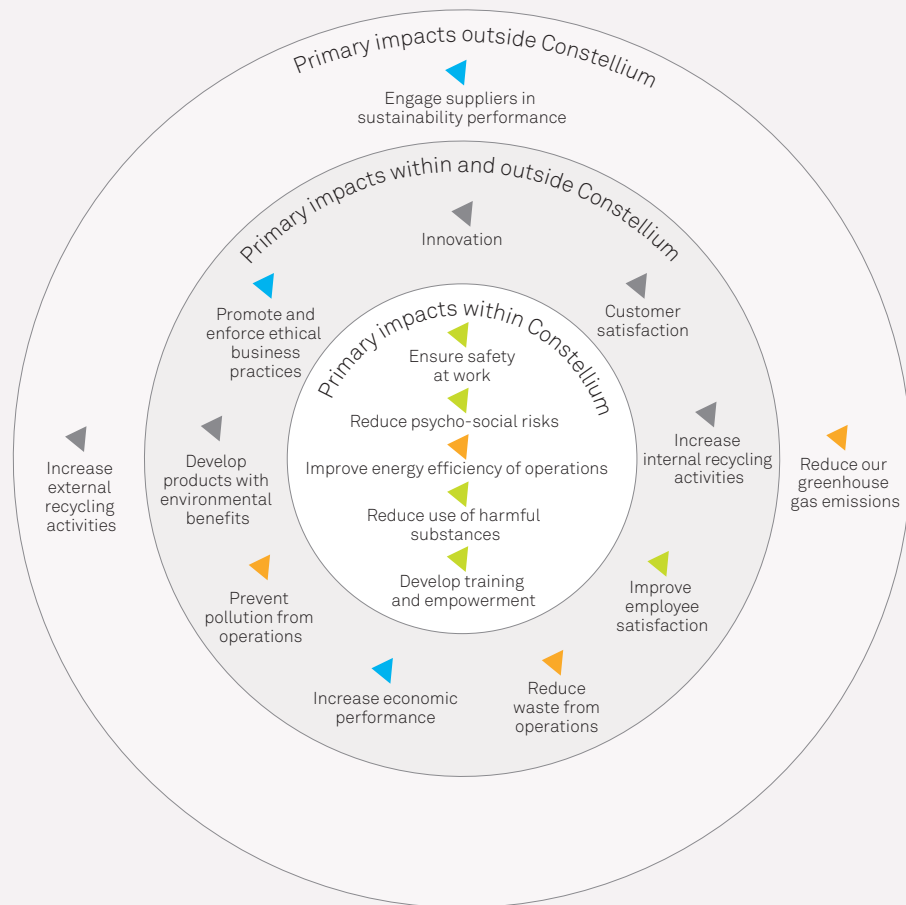 Primary impacts outside Constellium
Engage suppliers in
sustainability performance
Primary impacts within and outside Constellium
Innovation
Promote and
enforce ethical
business
practices
Customer
satisfaction
Primary impacts within Constellium
Ensure safety
at work
Reduce psycho-social risks
Improve energy efficiency of operations
Reduce use of harmful
substances
Develop training
and empowerment
Increase
external
recycling
activities
Develop
products with
environmental
benefits
Increase
internal recycling
activities
Reduce our
greenhouse
gas emissions
Prevent
pollution from
operations
Improve
employee
satisfaction
Increase economic
performance
Reduce
waste from
operations